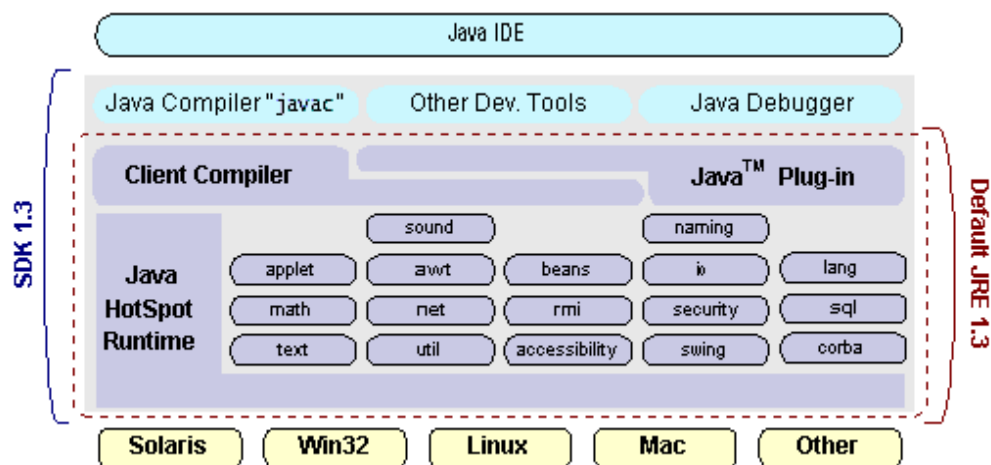 Java IDE
Java Compiler "javac"
Other Dev. Tools
Java Debugger
SDK 1.3
Default JRE 1.3
Client Compiler
Java™ Plug-in
Java
HotSpot
Runtime
sound
naming
applet
awt
beans
io
lang
math
net
rmi
security
sql
text
util
accessibility
swing
corba
Solaris
Win32
Linux
Mac
Other